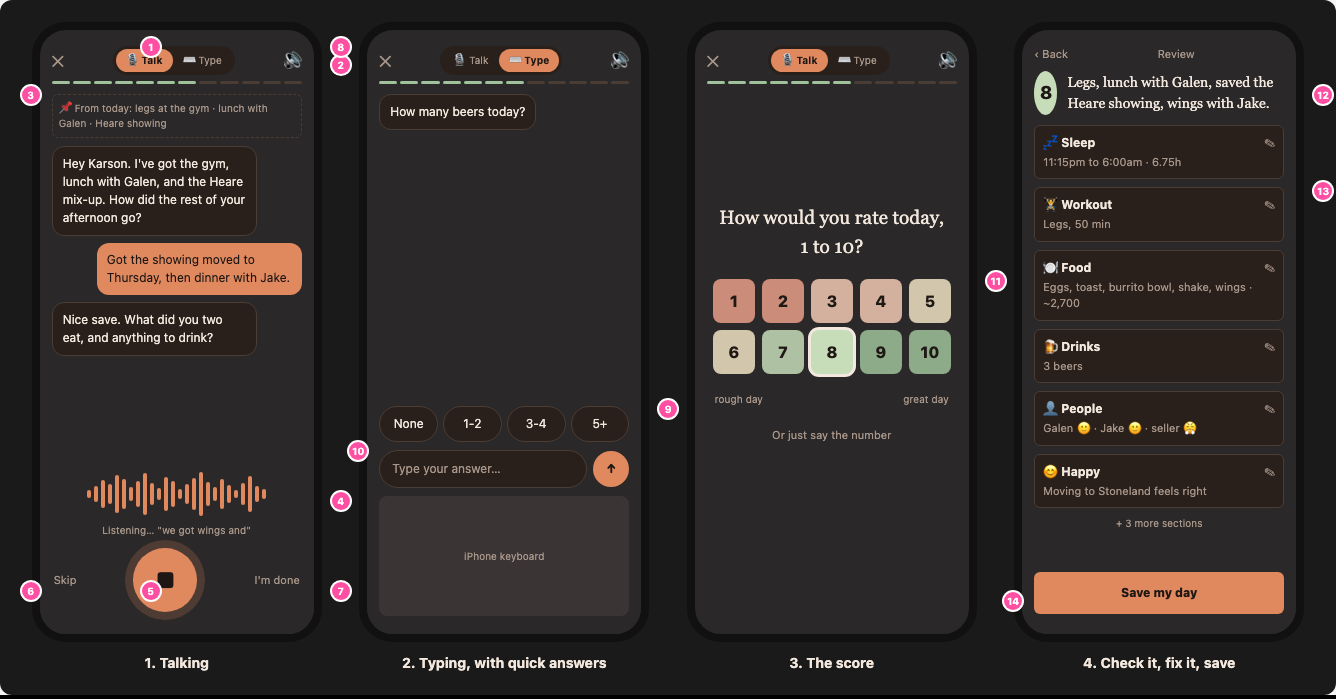 1
Talk
Type
3
From today: legs at the gym · lunch with
Galen · Heare showing
Hey Karson. I've got the gym,
lunch with Galen, and the Heare
mix-up. How did the rest of your
afternoon go?
Got the showing moved to
Thursday, then dinner with Jake.
Nice save. What did you two
eat, and anything to drink?
Listening... "we got wings and"
6
Skip
5
I'm done
1. Talking
8
2
Talk
Type
How many beers today?
None
1-2
3-4
5+
10
Type your answer...
4
iPhone keyboard
7
2. Typing, with quick answers
Talk
Type
How would you rate today,
1 to 10?
1
2
3
4
5
6
7
8
9
10
9
rough day
great day
Or just say the number
3. The score
‹ Back
Review
8
Legs, lunch with Galen, saved the
Heare showing, wings with Jake.
12
💤 Sleep
11:15pm to 6:00am · 6.75h
13
Workout
Legs, 50 min
11
Food
Eggs, toast, burrito bowl, shake, wings ·
~2,700
Drinks
3 beers
People
Galen 🙂 · Jake 🙂 · seller 😤
Happy
Moving to Stoneland feels right
+ 3 more sections
Save my day
14
4. Check it, fix it, save